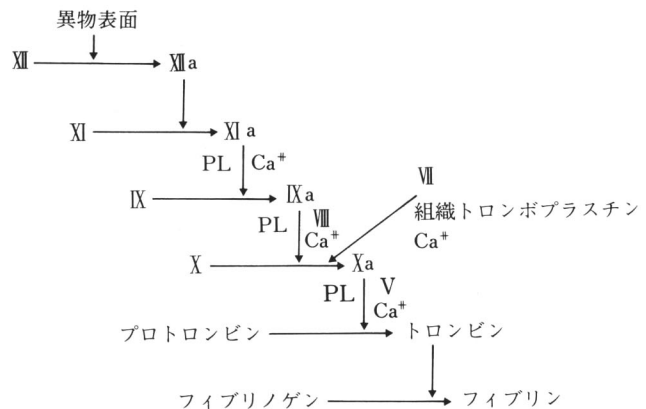 異物表面
Ⅻ Ⅻa
Ⅺ Ⅺa
PL Ca⧺
Ⅸ Ⅸa Ⅶ
PL Ⅷ 組織トロンボプラスチン
Ca⧺ Ca⧺
Ⅹ Ⅹa
PL Ⅴ
Ca⧺
プロトロンビン トロンビン
フィブリノゲン フィブリン